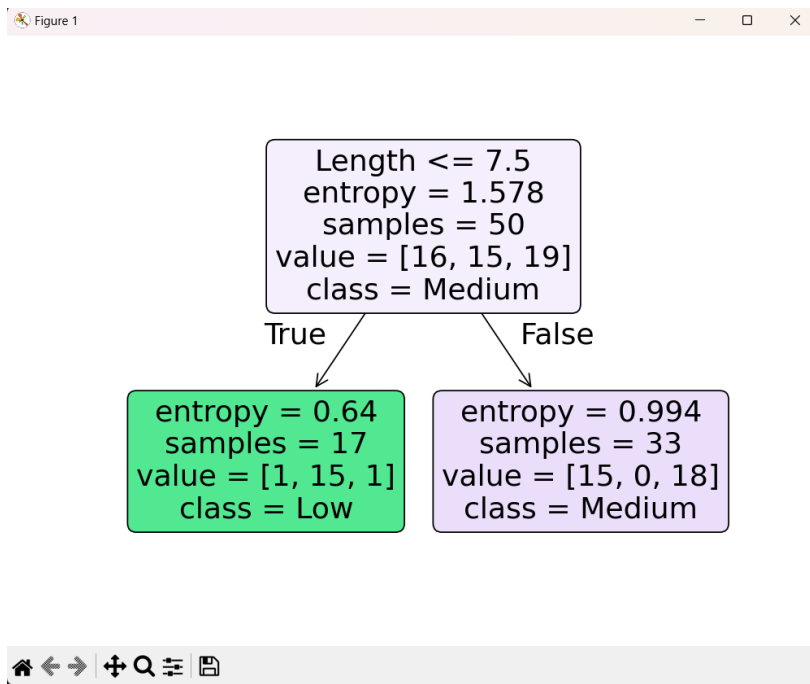 Figure 1
Length <= 7.5
entropy = 1.578
samples = 50
value = [16, 15, 19]
class = Medium
True
False
entropy = 0.64
samples = 17
value = [1, 15, 1]
class = Low
entropy = 0.994
samples = 33
value = [15, 0, 18]
class = Medium